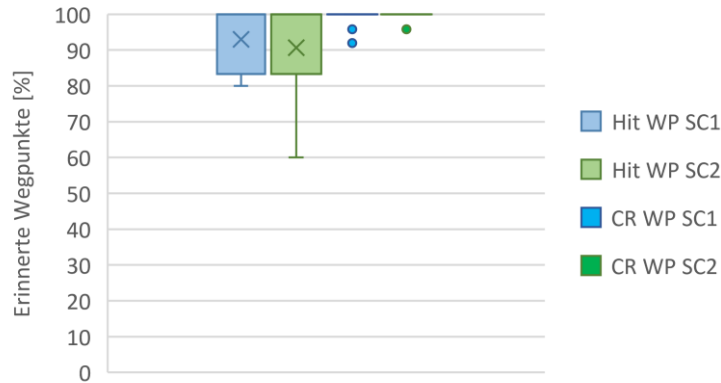 Erinnerte Wegpunkte [%]
100
90
80
70
60
50
40
30
20
10
0
Hit WP SC1
Hit WP SC2
CR WP SC1
CR WP SC2